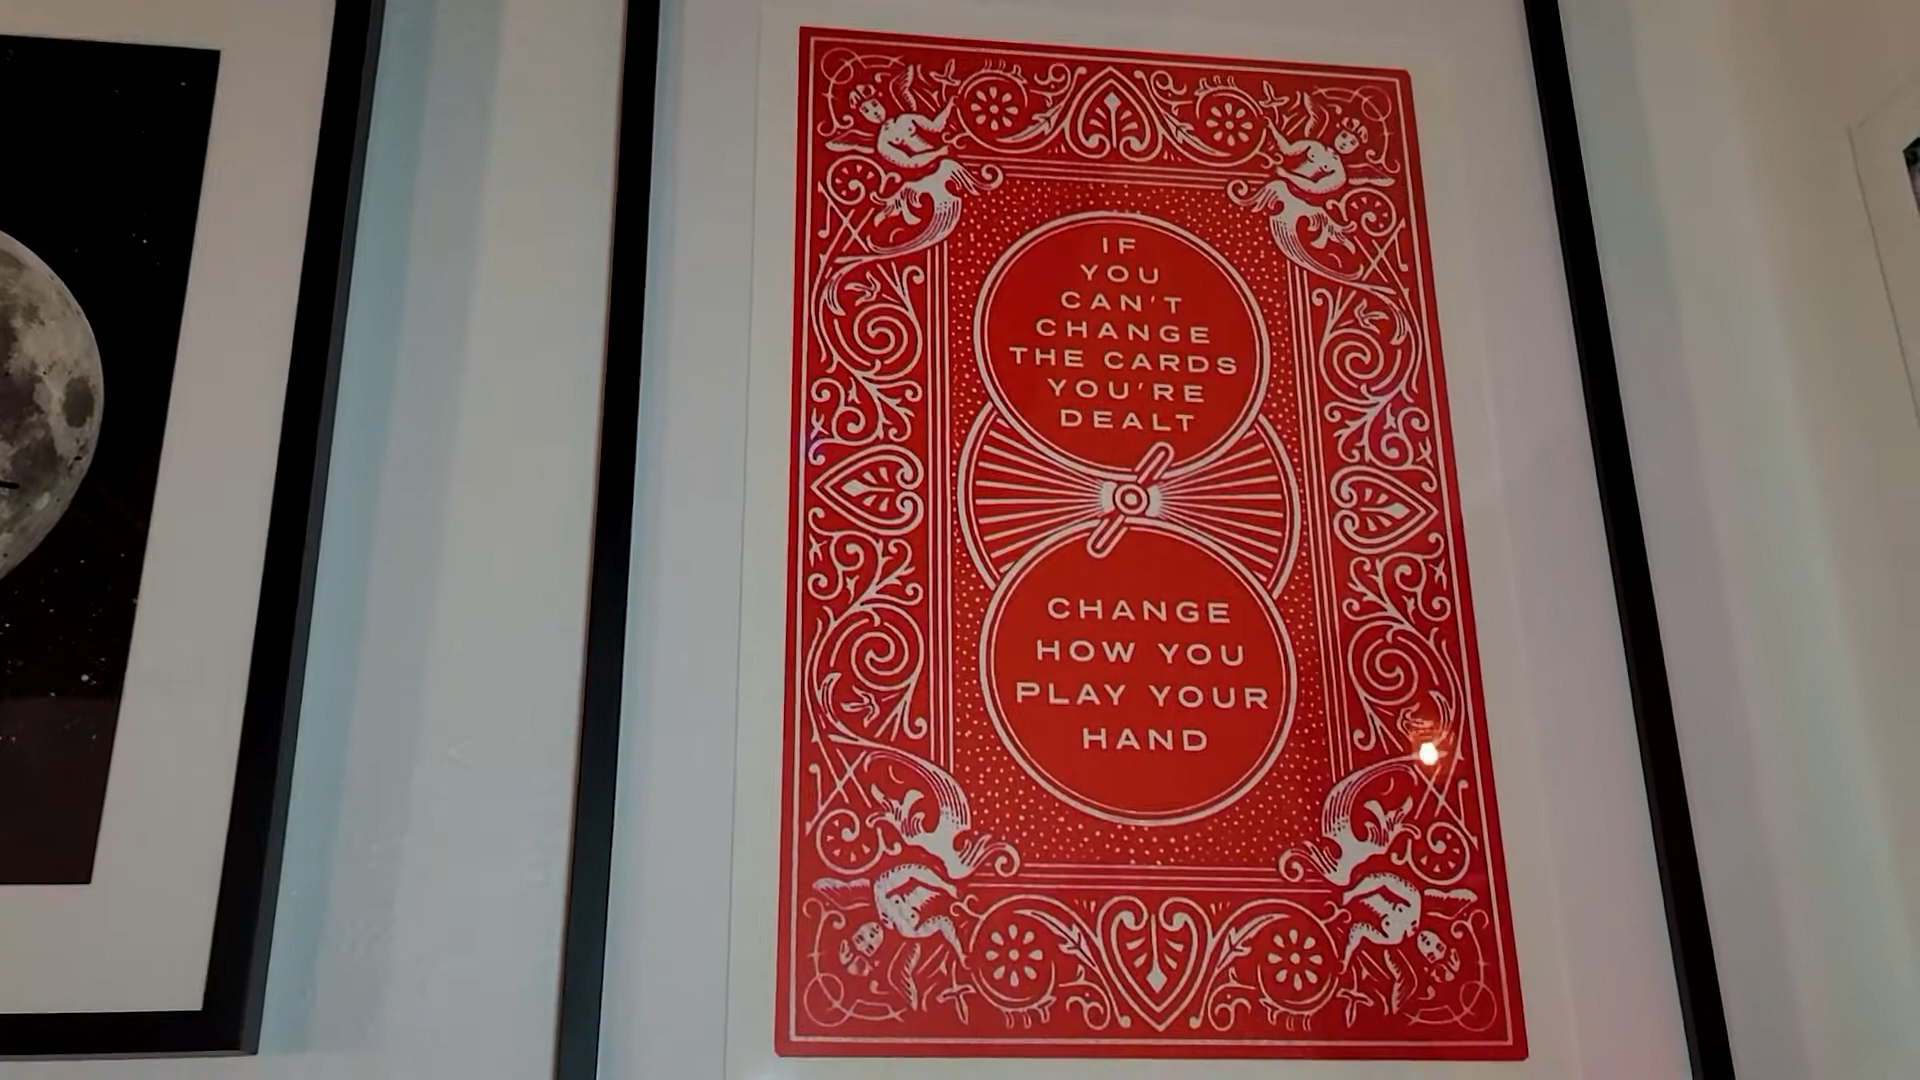 IF
YOU
CAN'T
CHANGE
THE CARDS
YOU'RE
DEALT
CHANGE
HOW YOU
PLAY YOUR
HAND